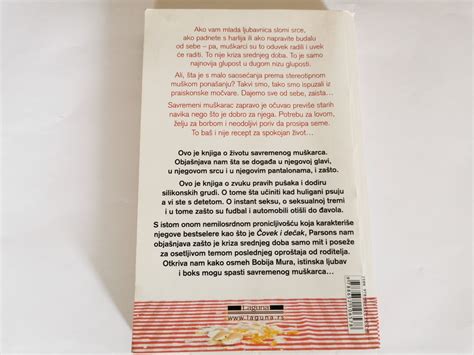 Ako vam mlada ljubavnica slomi srce,
ako padnete s harlija ili ako napravite budalu
od sebe – pa, muškarci su to oduvek radili i uvek
će raditi. To nije kriza srednjeg doba. To je samo
najnovija glupost u dugom nizu gluposti.
Ali, šta je s malo saosećanja prema stereotipnom
muškom ponašanju? Takvi smo, tako smo ispuzali iz
praiskonske močvare. Dajemo sve od sebe, zaista…
Savremeni muškarac zapravo je očuvao previše starih
navika nego što je dobro za njega. Potrebu za lovom,
želju za borbom i neodoljivi poriv da prosipa seme.
To baš i nije recept za spokojan život…
Ovo je knjiga o životu savremenog muškarca.
Objašnjava nam šta se događa u njegovoj glavi,
u njegovom srcu i u njegovim pantalonama, i zašto.
Ovo je knjiga o zvuku pravih pušaka i dodiru
silikonskih grudi. O tome šta učiniti kad huligani psuju
a vi ste s detetom. O instant seksu, o seksualnoj tremi
i u tome zašto su fudbal i automobili otišli do đavola.
S istom onom nemilosrdnom pronicljivošću koja karakteriše
njegove bestselere kao što je Čovek i dečak, Parsons nam
objašnjava zašto je kriza srednjeg doba samo mit i poseže
za osetljivom temom poslednjeg oproštaja od roditelja.
Otkriva nam kako osmeh Bobija Mura, istinska ljubav
i boks mogu spasti savremenog muškarca…
Laguna
www.laguna.rs